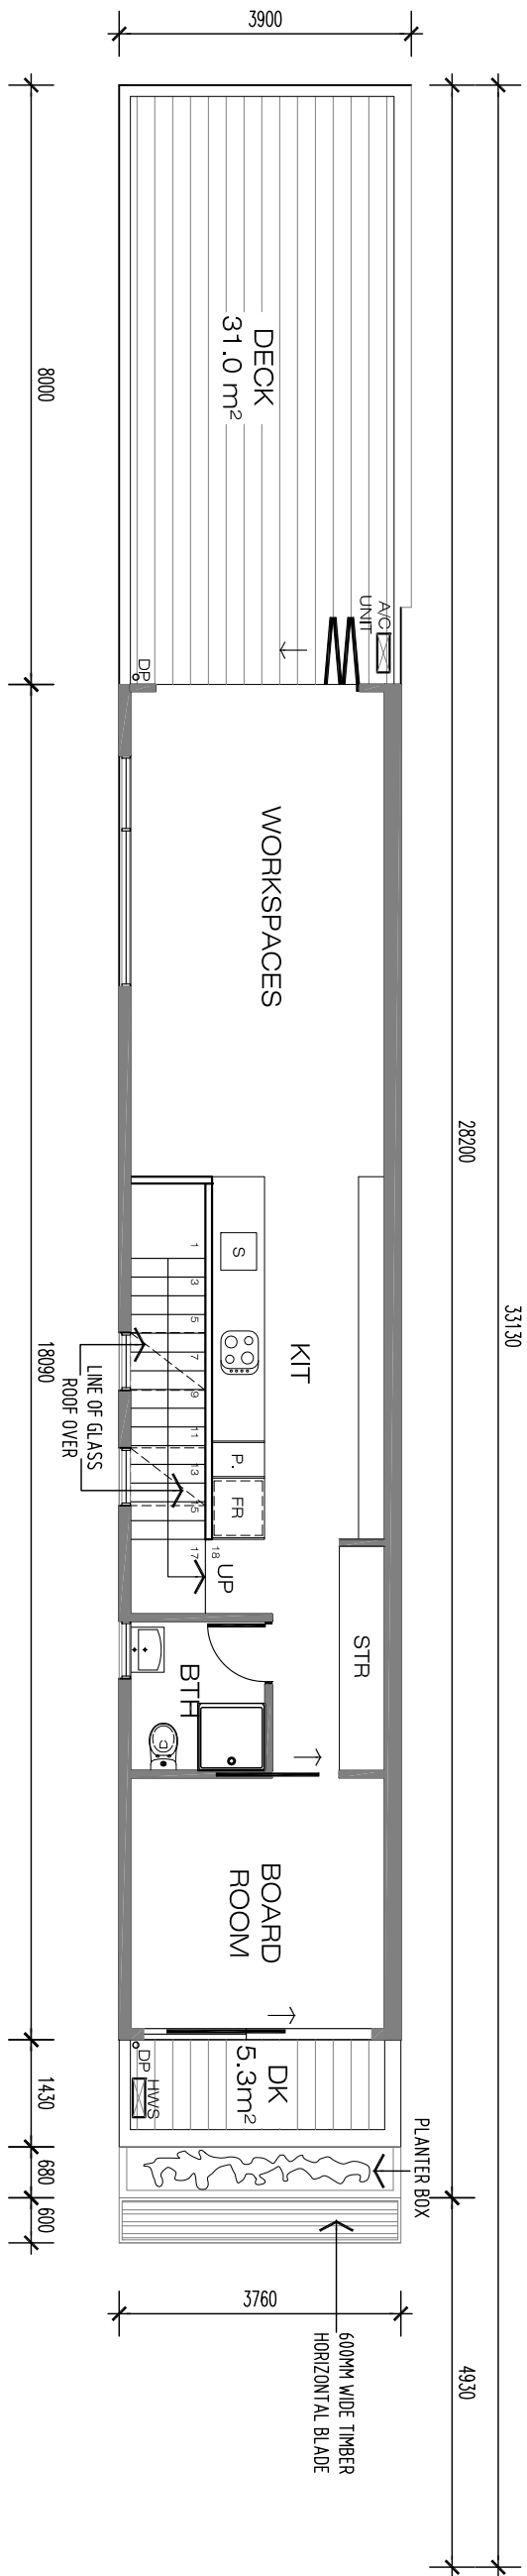 3900
33130
28200
4930
8000
18090
1430
680
600
3760
DECK
31.0 m²
A/C
UNIT
DP
WORKSPACES
KIT
S
P.
FR
1
3
5
7
9
11
13
15
17
18
UP
LINE OF GLASS
ROOF OVER
STR
BTH
BOARD
ROOM
DK
5.3m²
DP
HWS
PLANTER BOX
600MM WIDE TIMBER
HORIZONTAL BLADE